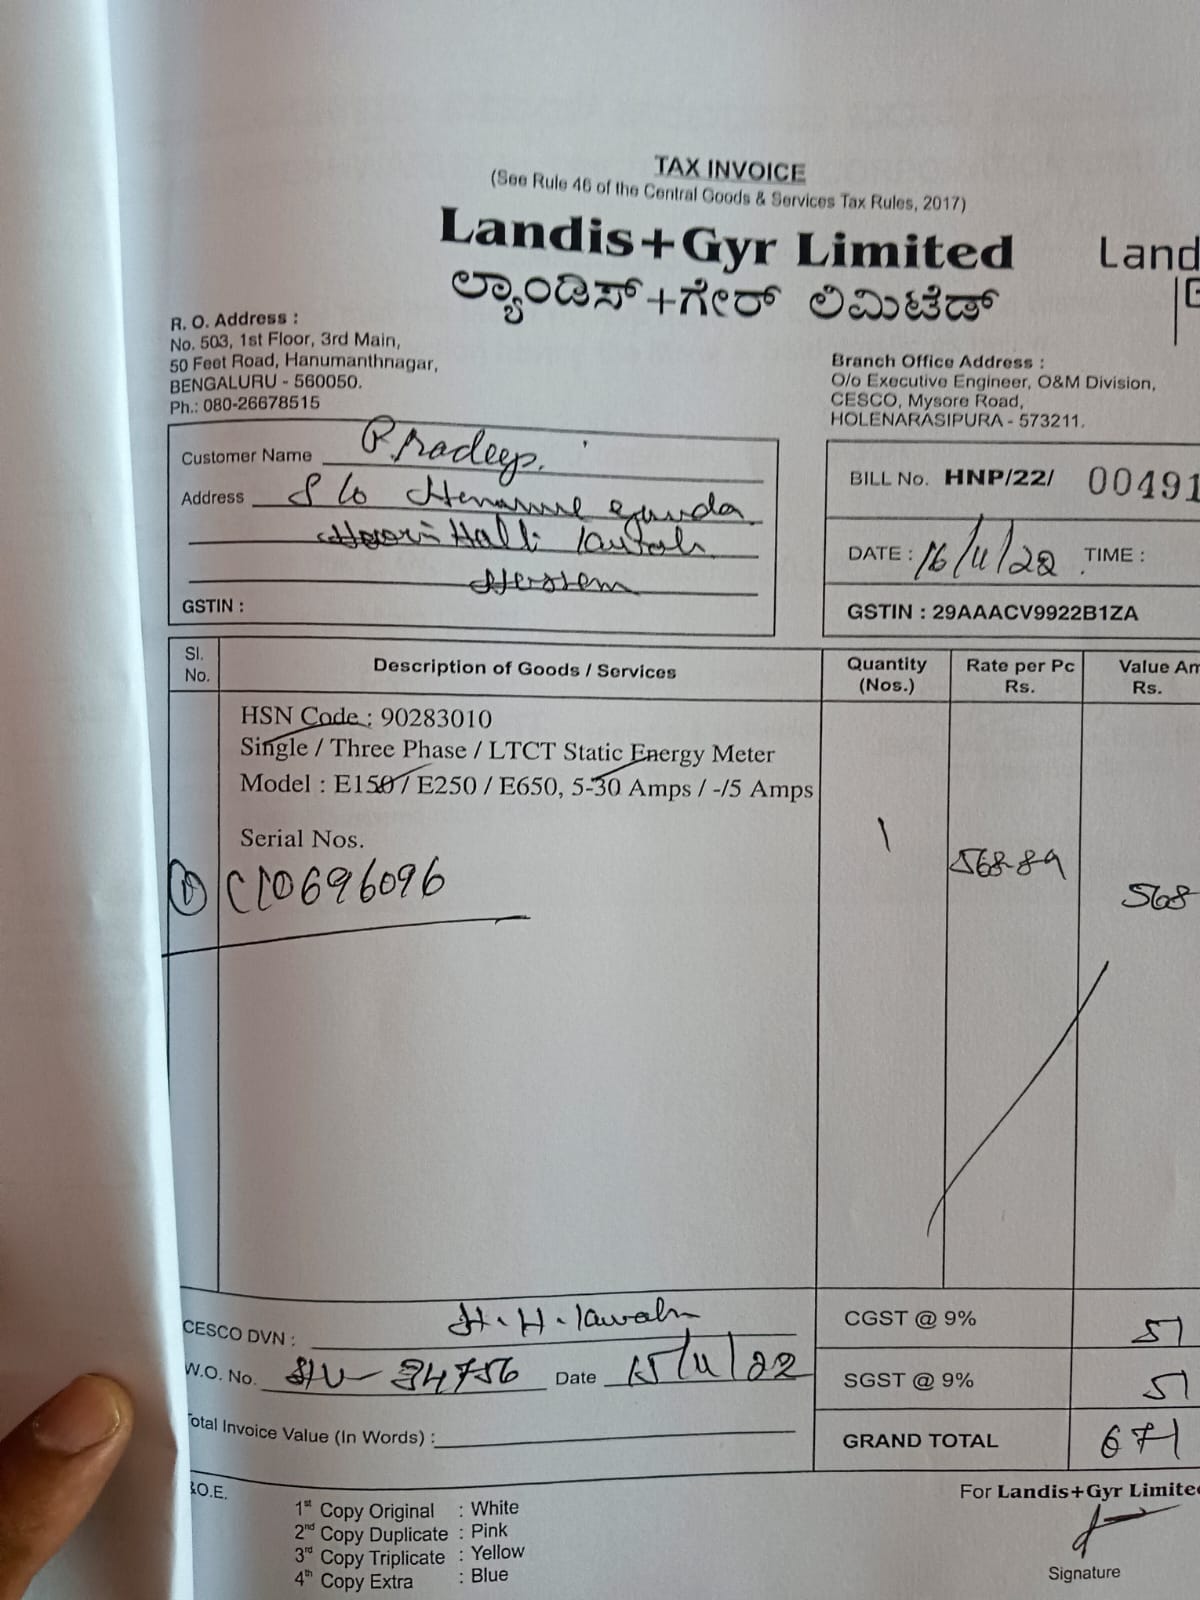 TAX INVOICE
(See Rule 46 of the Central Goods & Services Tax Rules, 2017)
Landis+Gyr Limited
Land
ಲ್ಯಾಂಡಿಸ್+ಗೇರ್ ಲಿಮಿಟೆಡ್
R. O. Address :
No. 503, 1st Floor, 3rd Main,
50 Feet Road, Hanumanthnagar,
BENGALURU - 560050.
Ph.: 080-26678515
Branch Office Address :
O/o Executive Engineer, O&M Division,
CESCO, Mysore Road,
HOLENARASIPURA - 573211.
Customer Name Pradeep.
Address S/o
Halli
GSTIN :
BILL No. HNP/22/ 00491
DATE : 16/11/22 TIME :
GSTIN : 29AAACV9922B1ZA
Sl. No. Description of Goods / Services Quantity (Nos.) Rate per Pc Rs. Value Am Rs.
HSN Code : 90283010
Single / Three Phase / LTCT Static Energy Meter
Model : E150 / E250 / E650, 5-30 Amps / -/5 Amps
Serial Nos.
1 568-89 568
① C10696096
CESCO DVN : H.H.
W.O. No. 34756 Date 15/11/22
Total Invoice Value (In Words) :
CGST @ 9% 51
SGST @ 9% 51
GRAND TOTAL 671
&O.E.
1st Copy Original : White
2nd Copy Duplicate : Pink
3rd Copy Triplicate : Yellow
4th Copy Extra : Blue
For Landis+Gyr Limited
Signature